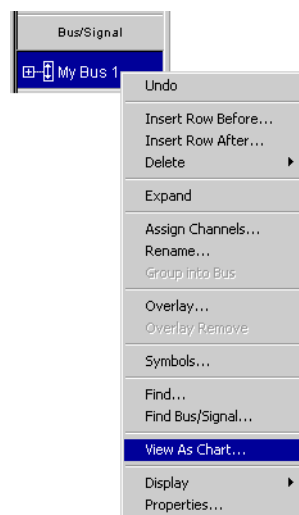 Bus/Signal
My Bus 1
Undo
Insert Row Before...
Insert Row After...
Delete
Expand
Assign Channels...
Rename...
Group into Bus
Overlay...
Overlay Remove
Symbols...
Find...
Find Bus/Signal...
View As Chart...
Display
Properties...